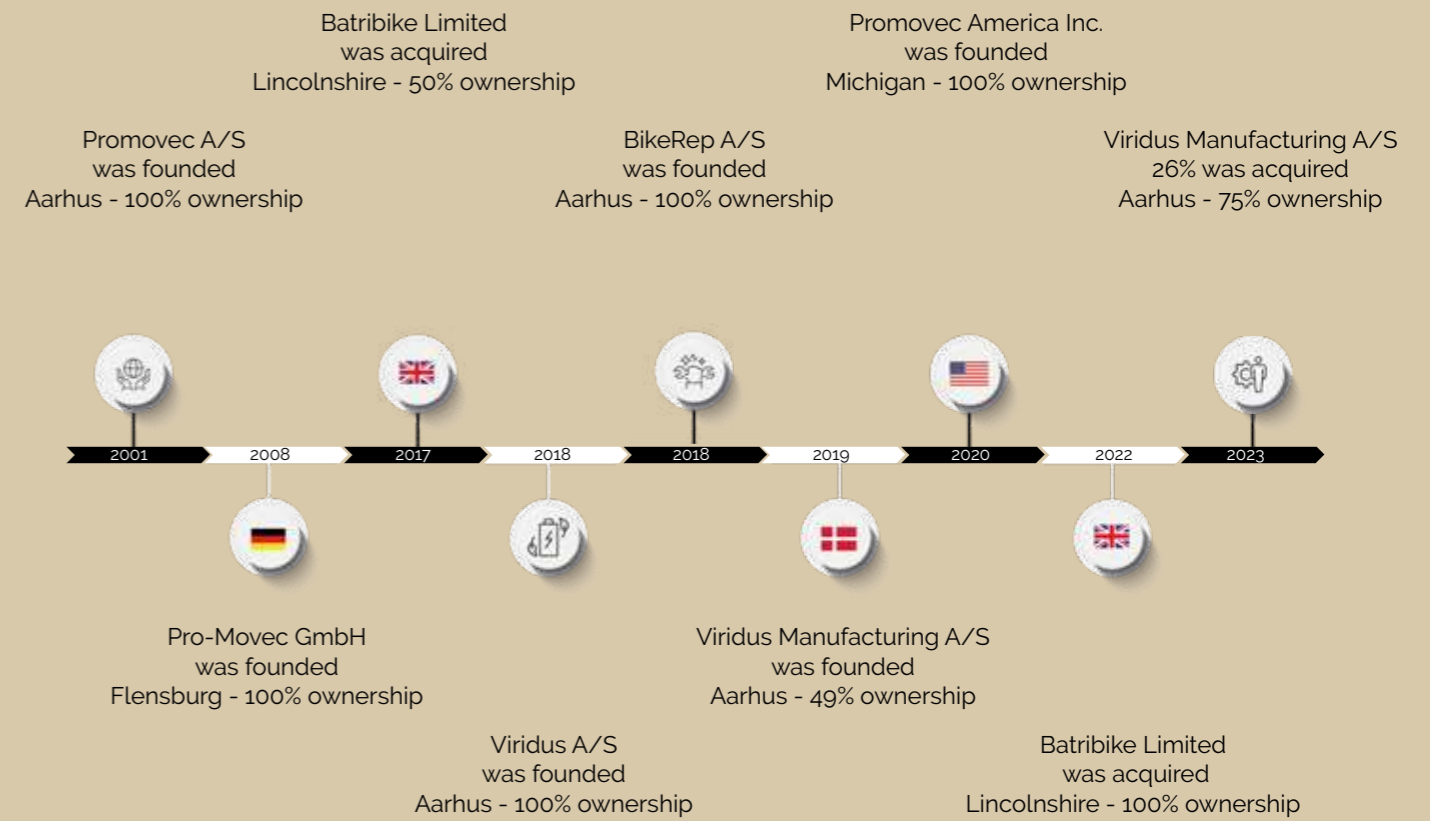 Batribike Limited
was acquired
Lincolnshire - 50% ownership
Promovec America Inc.
was founded
Michigan - 100% ownership
Promovec A/S
was founded
Aarhus - 100% ownership
BikeRep A/S
was founded
Aarhus - 100% ownership
Viridus Manufacturing A/S
26% was acquired
Aarhus - 75% ownership
2001
2008
2017
2018
2018
2019
2020
2022
2023
Pro-Movec GmbH
was founded
Flensburg - 100% ownership
Viridus Manufacturing A/S
was founded
Aarhus - 49% ownership
Viridus A/S
was founded
Aarhus - 100% ownership
Batribike Limited
was acquired
Lincolnshire - 100% ownership